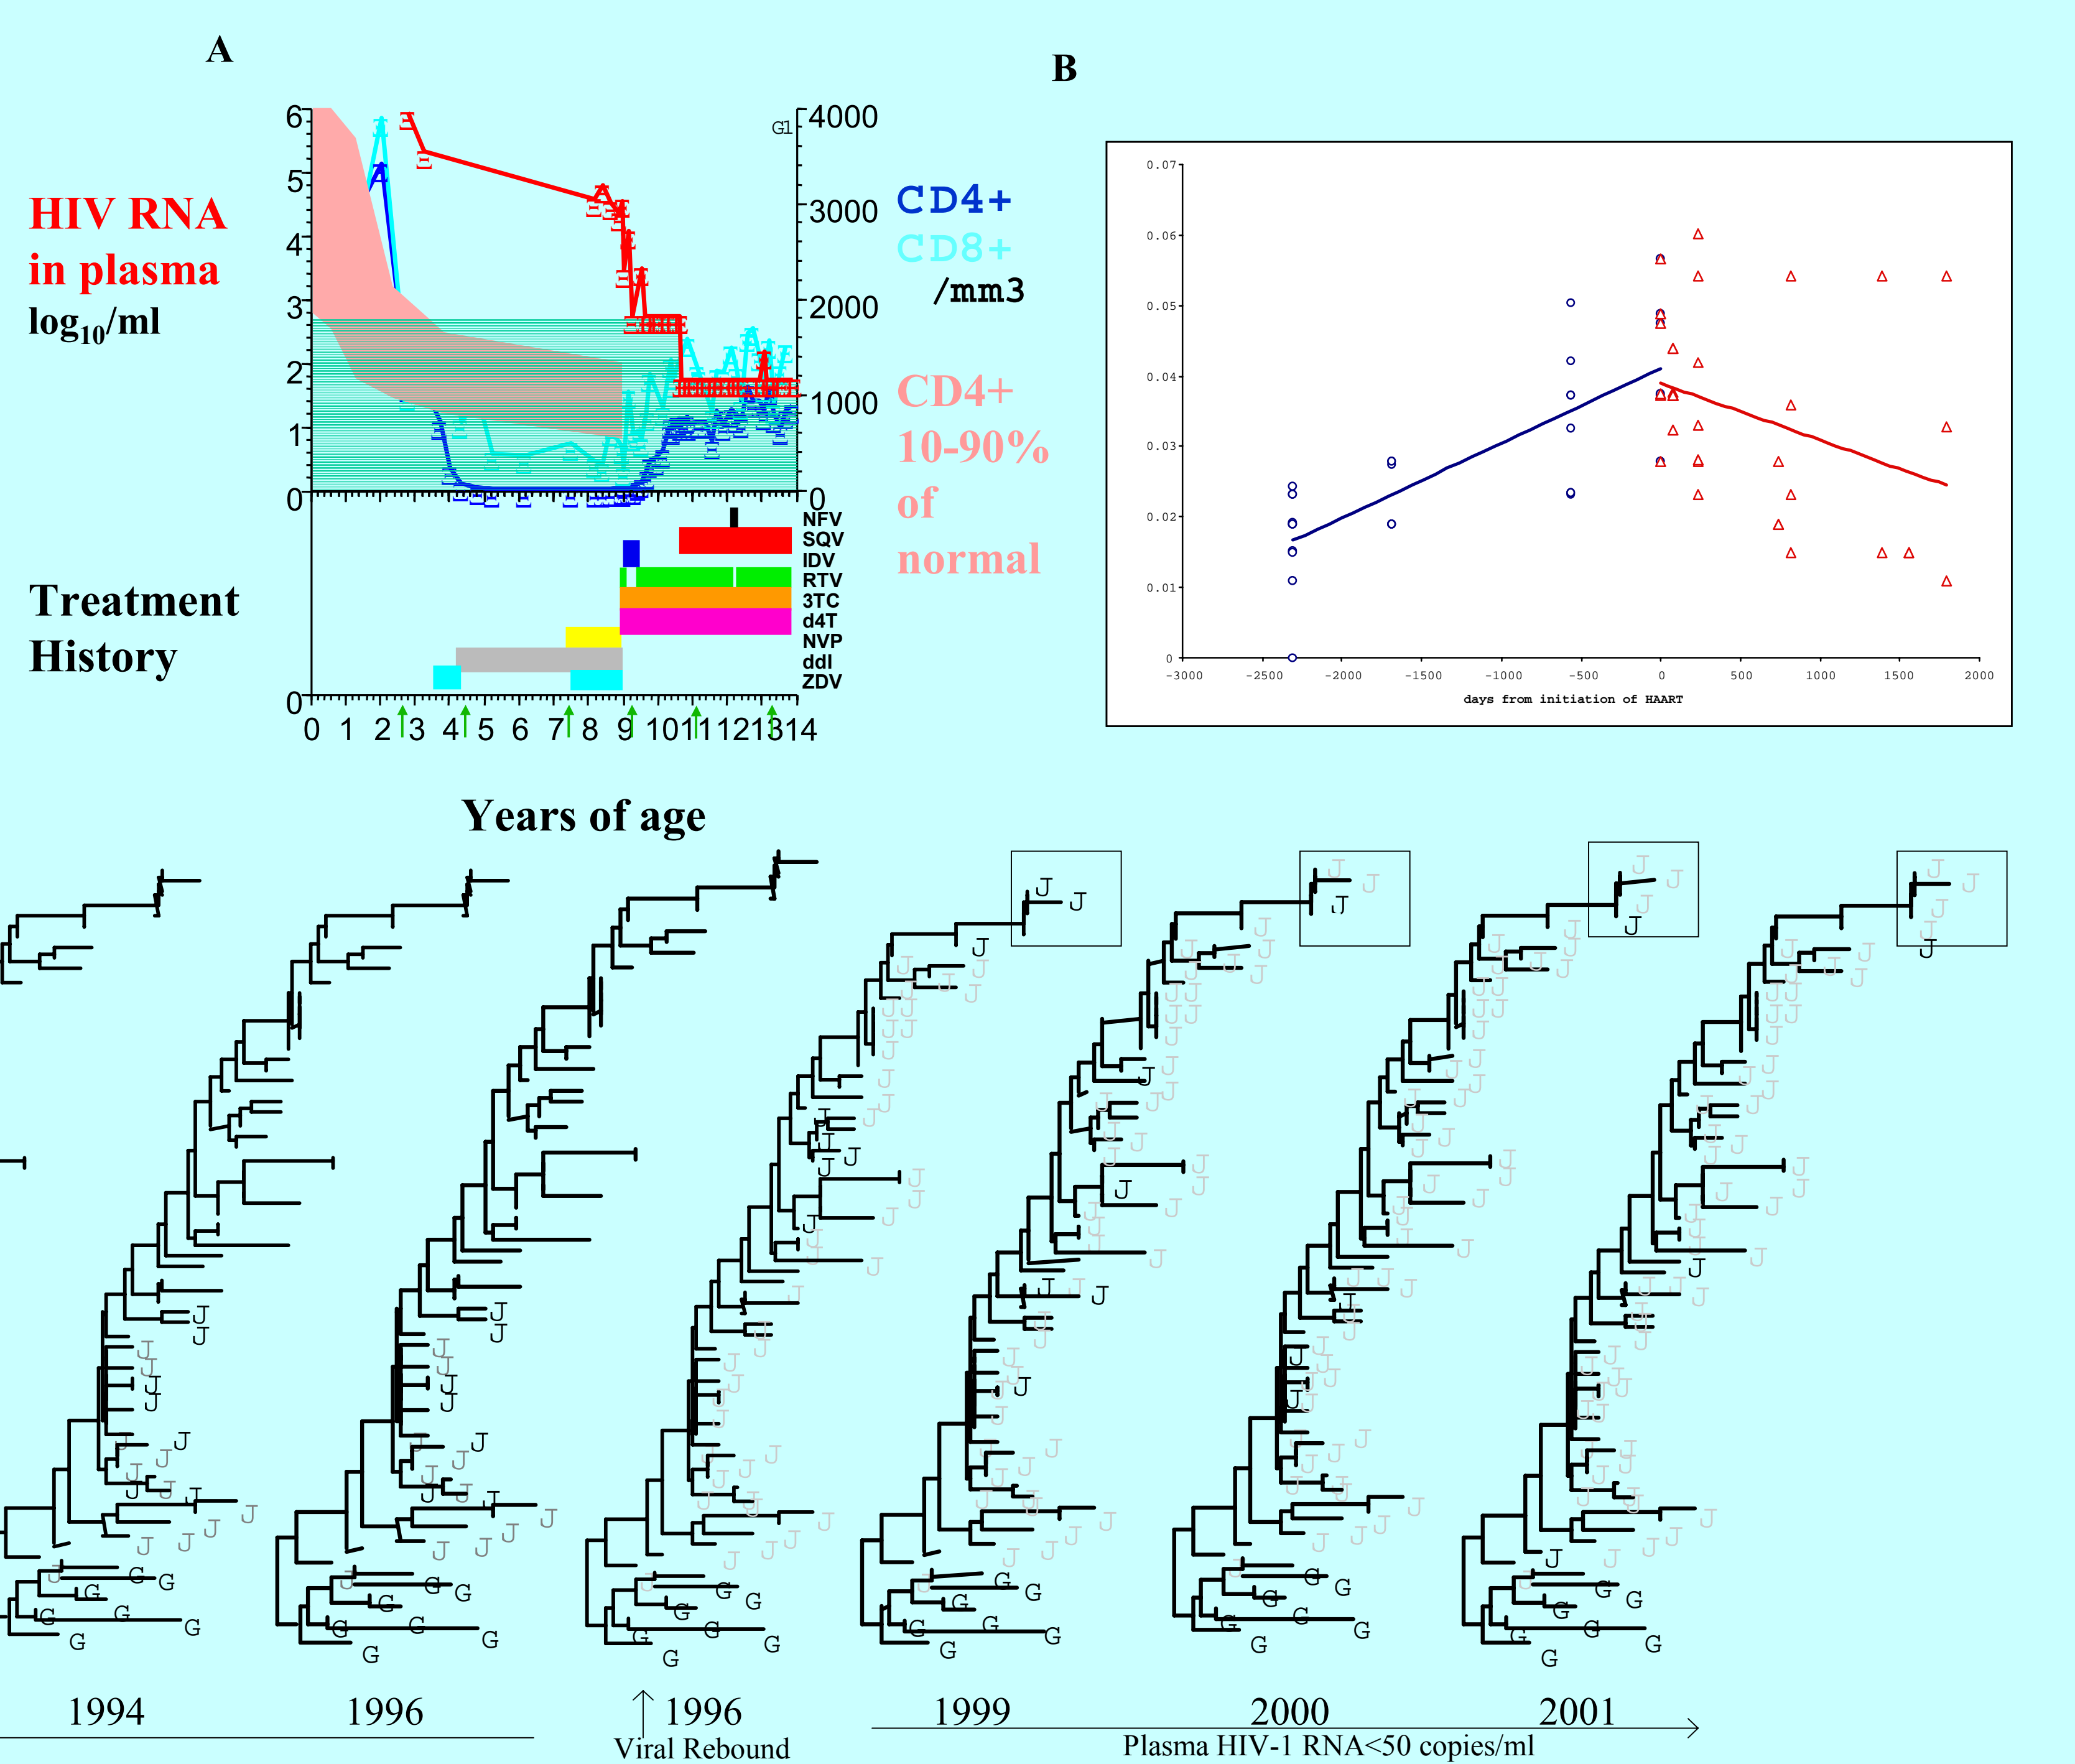 A
B
6
5
4
3
2
1
0
4000
3000
2000
1000
0
G1
HIV RNA
in plasma
log10/ml
CD4+
CD8+
/mm3
CD4+
10-90%
of
normal
Treatment
History
NFV
SQV
IDV
RTV
3TC
d4T
NVP
ddI
ZDV
0
0 1 2 3 4 5 6 7 8 9 10 11 12 13 14
Years of age
0.07
0.06
0.05
0.04
0.03
0.02
0.01
0
-3000 -2500 -2000 -1500 -1000 -500 0 500 1000 1500 2000
days from initiation of HAART
1994 1996 1996 1999 2000 2001
Viral Rebound
Plasma HIV-1 RNA<50 copies/ml